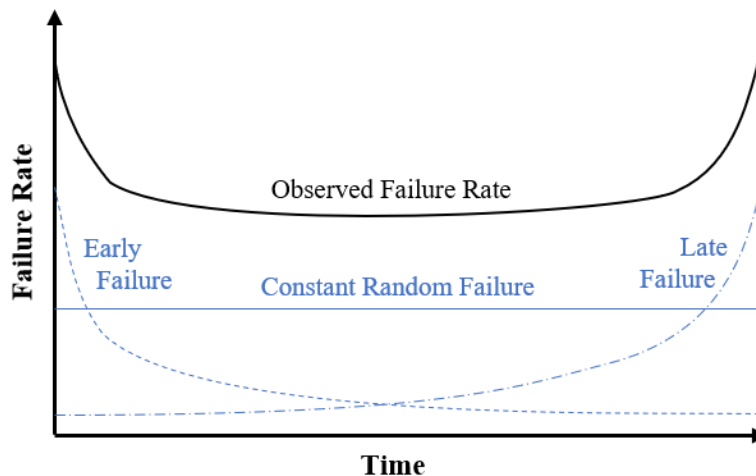 Failure Rate
Observed Failure Rate
Early
Failure
Constant Random Failure
Late
Failure
Time